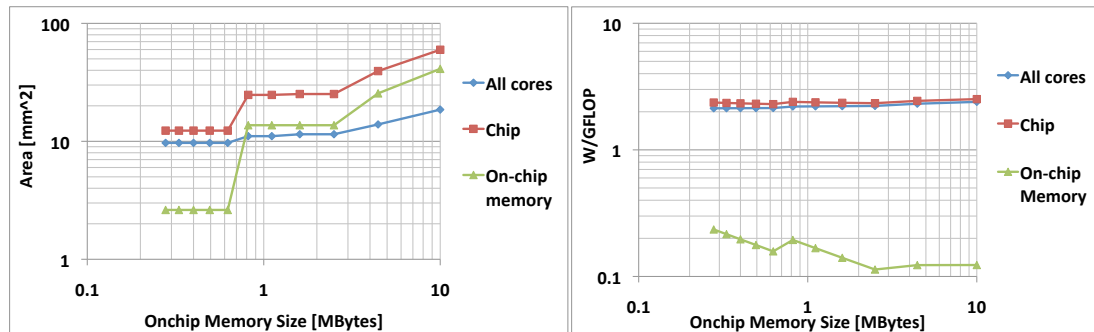 100
10
1
0.1
1
10
Area [mm^2]
Onchip Memory Size [MBytes]
All cores
Chip
On-chip
memory
10
1
0.1
0.1
1
10
W/GFLOP
Onchip Memory Size [MBytes]
All cores
Chip
On-chip
Memory